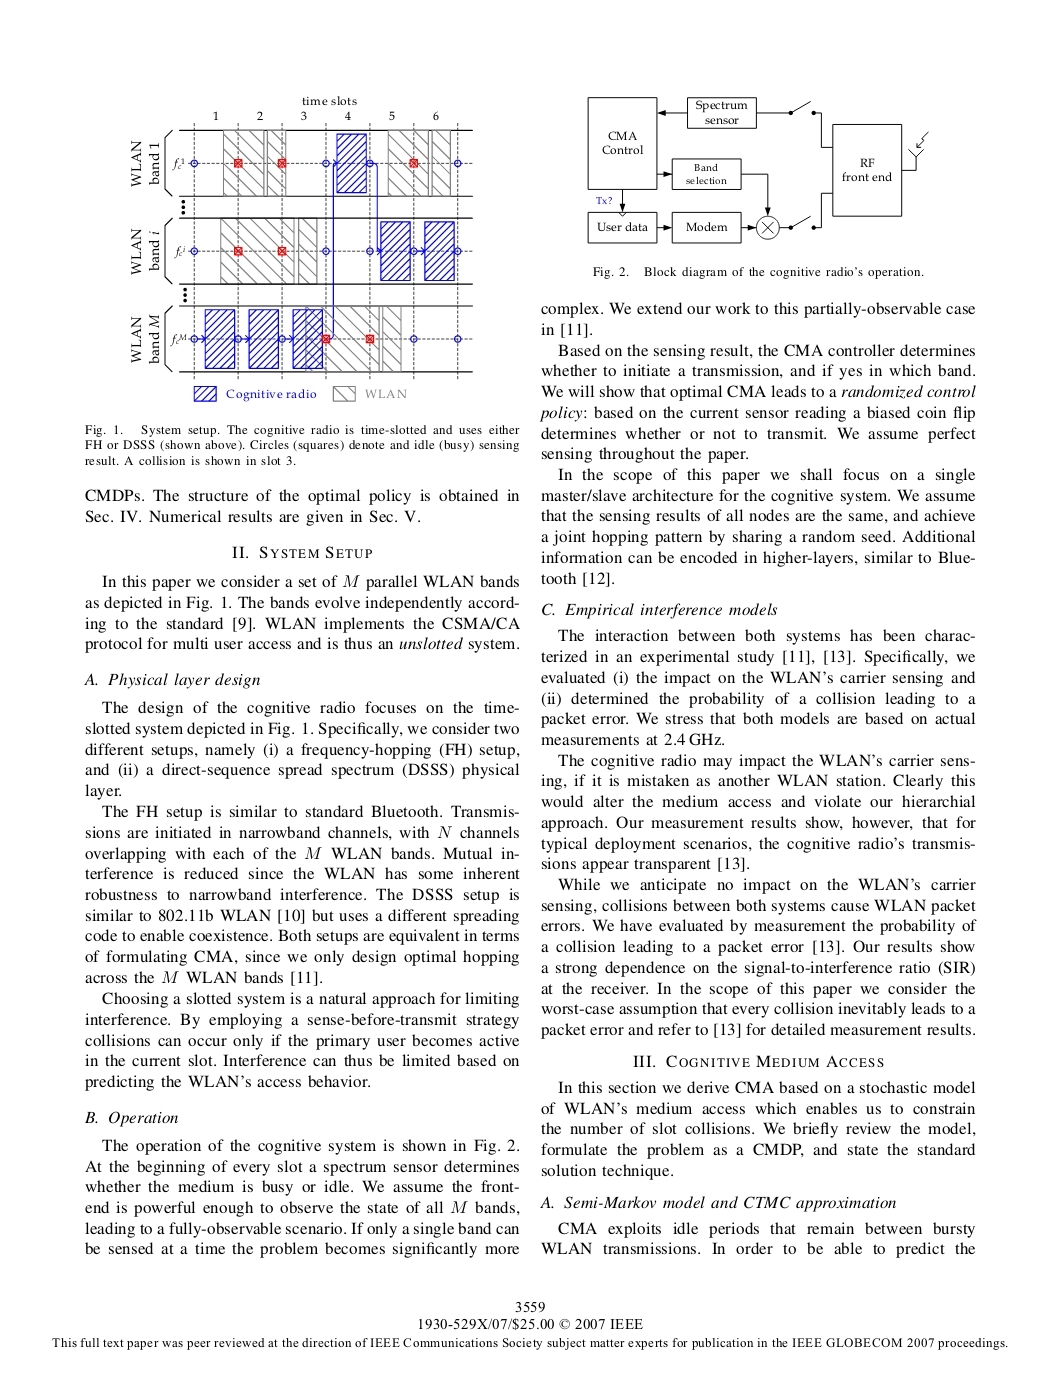 time slots
1 2 3 4 5 6
WLAN
band 1
fc1
WLAN
band i
fci
WLAN
band M
fcM
Cognitive radio WLAN
Fig. 1. System setup. The cognitive radio is time-slotted and uses either
FH or DSSS (shown above). Circles (squares) denote and idle (busy) sensing
result. A collision is shown in slot 3.
CMDPs. The structure of the optimal policy is obtained in
Sec. IV. Numerical results are given in Sec. V.
II. SYSTEM SETUP
In this paper we consider a set of M parallel WLAN bands
as depicted in Fig. 1. The bands evolve independently accord-
ing to the standard [9]. WLAN implements the CSMA/CA
protocol for multi user access and is thus an unslotted system.
A. Physical layer design
The design of the cognitive radio focuses on the time-
slotted system depicted in Fig. 1. Specifically, we consider two
different setups, namely (i) a frequency-hopping (FH) setup,
and (ii) a direct-sequence spread spectrum (DSSS) physical
layer.
The FH setup is similar to standard Bluetooth. Transmis-
sions are initiated in narrowband channels, with N channels
overlapping with each of the M WLAN bands. Mutual in-
terference is reduced since the WLAN has some inherent
robustness to narrowband interference. The DSSS setup is
similar to 802.11b WLAN [10] but uses a different spreading
code to enable coexistence. Both setups are equivalent in terms
of formulating CMA, since we only design optimal hopping
across the M WLAN bands [11].
Choosing a slotted system is a natural approach for limiting
interference. By employing a sense-before-transmit strategy
collisions can occur only if the primary user becomes active
in the current slot. Interference can thus be limited based on
predicting the WLAN's access behavior.
B. Operation
The operation of the cognitive system is shown in Fig. 2.
At the beginning of every slot a spectrum sensor determines
whether the medium is busy or idle. We assume the front-
end is powerful enough to observe the state of all M bands,
leading to a fully-observable scenario. If only a single band can
be sensed at a time the problem becomes significantly more
CMA
Control
Spectrum
sensor
Band
selection
RF
front end
Tx?
User data
Modem
Fig. 2. Block diagram of the cognitive radio's operation.
complex. We extend our work to this partially-observable case
in [11].
Based on the sensing result, the CMA controller determines
whether to initiate a transmission, and if yes in which band.
We will show that optimal CMA leads to a randomized control
policy: based on the current sensor reading a biased coin flip
determines whether or not to transmit. We assume perfect
sensing throughout the paper.
In the scope of this paper we shall focus on a single
master/slave architecture for the cognitive system. We assume
that the sensing results of all nodes are the same, and achieve
a joint hopping pattern by sharing a random seed. Additional
information can be encoded in higher-layers, similar to Blue-
tooth [12].
C. Empirical interference models
The interaction between both systems has been charac-
terized in an experimental study [11], [13]. Specifically, we
evaluated (i) the impact on the WLAN's carrier sensing and
(ii) determined the probability of a collision leading to a
packet error. We stress that both models are based on actual
measurements at 2.4 GHz.
The cognitive radio may impact the WLAN's carrier sens-
ing, if it is mistaken as another WLAN station. Clearly this
would alter the medium access and violate our hierarchial
approach. Our measurement results show, however, that for
typical deployment scenarios, the cognitive radio's transmis-
sions appear transparent [13].
While we anticipate no impact on the WLAN's carrier
sensing, collisions between both systems cause WLAN packet
errors. We have evaluated by measurement the probability of
a collision leading to a packet error [13]. Our results show
a strong dependence on the signal-to-interference ratio (SIR)
at the receiver. In the scope of this paper we consider the
worst-case assumption that every collision inevitably leads to a
packet error and refer to [13] for detailed measurement results.
III. COGNITIVE MEDIUM ACCESS
In this section we derive CMA based on a stochastic model
of WLAN's medium access which enables us to constrain
the number of slot collisions. We briefly review the model,
formulate the problem as a CMDP, and state the standard
solution technique.
A. Semi-Markov model and CTMC approximation
CMA exploits idle periods that remain between bursty
WLAN transmissions. In order to be able to predict the
3559
1930-529X/07/$25.00 © 2007 IEEE
This full text paper was peer reviewed at the direction of IEEE Communications Society subject matter experts for publication in the IEEE GLOBECOM 2007 proceedings.